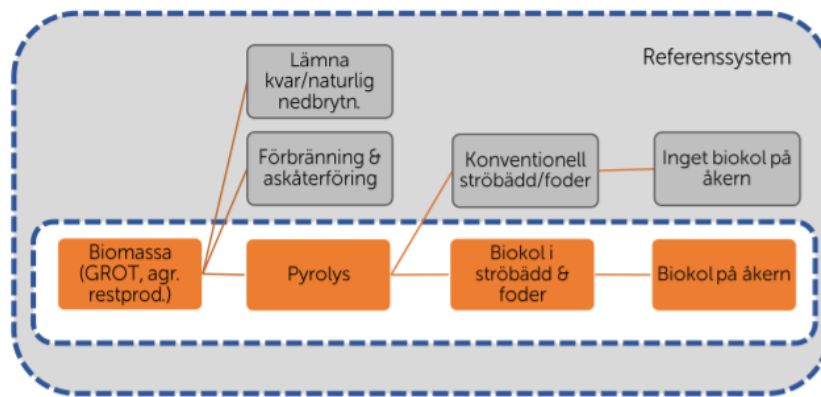 Referenssystem
Lämna
kvar/naturlig
nedbrytn.
Förbränning &
askåterföring
Konventionell
ströbädd/foder
Inget biokol på
åkern
Biomassa
(GROT, agr.
restprod.)
Pyrolys
Biokol i
ströbädd &
foder
Biokol på åkern